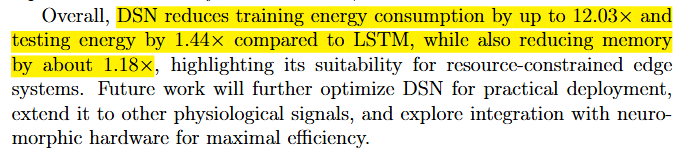 Overall, DSN reduces training energy consumption by up to 12.03× and
testing energy by 1.44× compared to LSTM, while also reducing memory
by about 1.18×, highlighting its suitability for resource-constrained edge
systems. Future work will further optimize DSN for practical deployment,
extend it to other physiological signals, and explore integration with neuro-
morphic hardware for maximal efficiency.